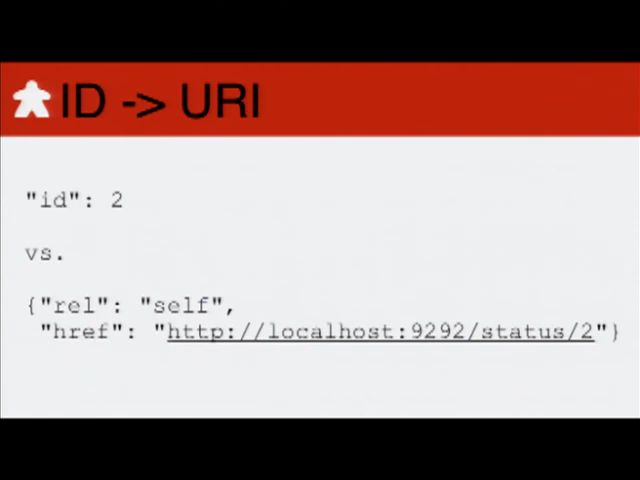 ID -> URI
"id": 2
vs.
{"rel": "self",
"href": "http://localhost:9292/status/2"}